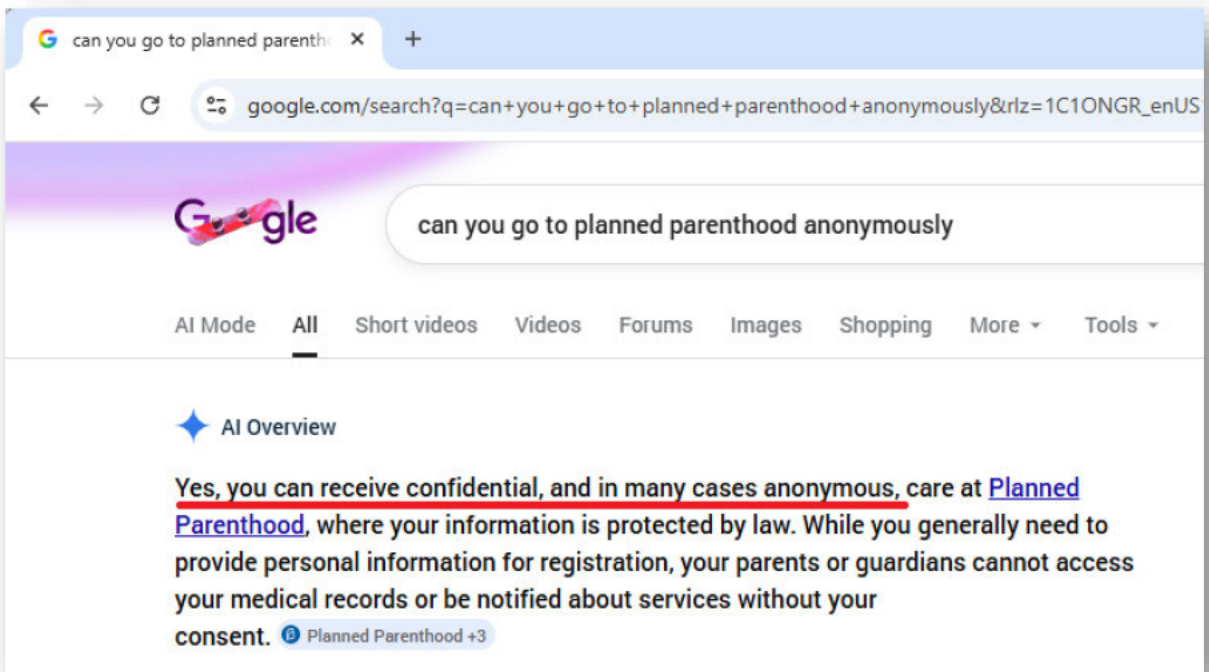 can you go to planned parenth
google.com/search?q=can+you+go+to+planned+parenthood+anonymously&rlz=1C1ONGR_enUS
Google
can you go to planned parenthood anonymously
AI Mode All Short videos Videos Forums Images Shopping More Tools
AI Overview
Yes, you can receive confidential, and in many cases anonymous, care at Planned
Parenthood, where your information is protected by law. While you generally need to
provide personal information for registration, your parents or guardians cannot access
your medical records or be notified about services without your
consent. Planned Parenthood +3